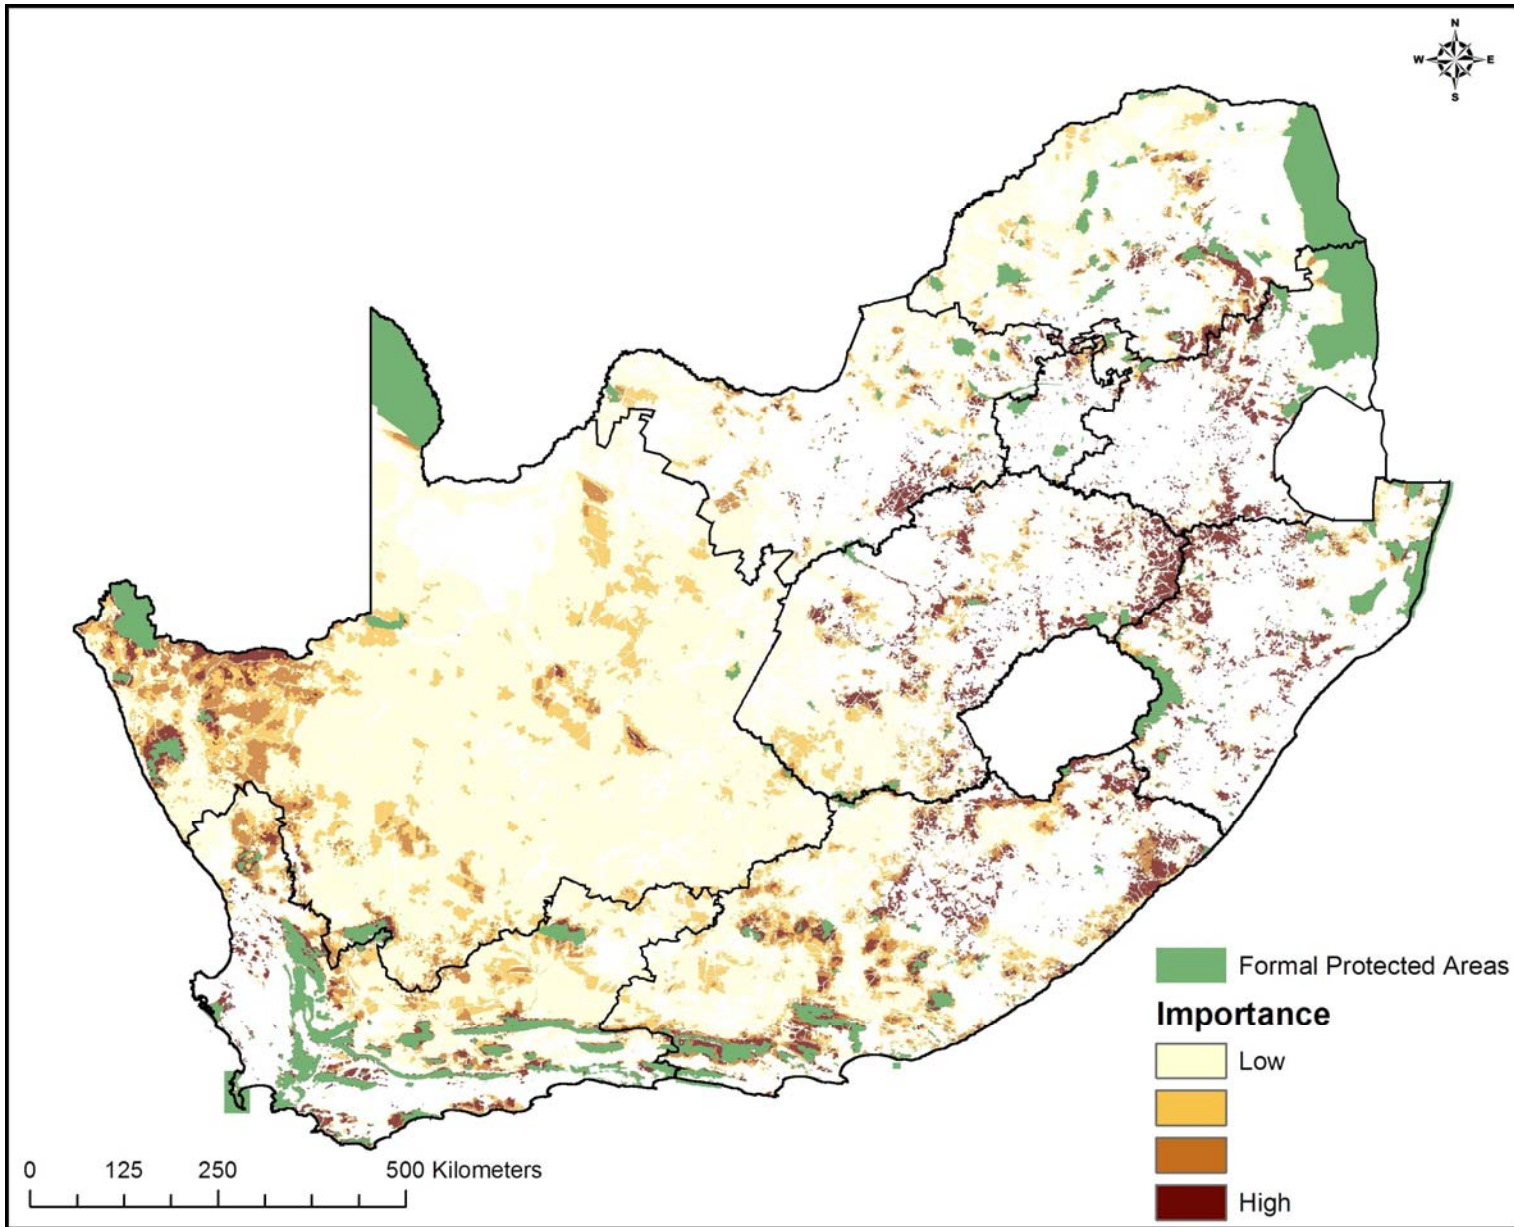 N
W E
S
Formal Protected Areas
Importance
Low
High
0 125 250 500 Kilometers